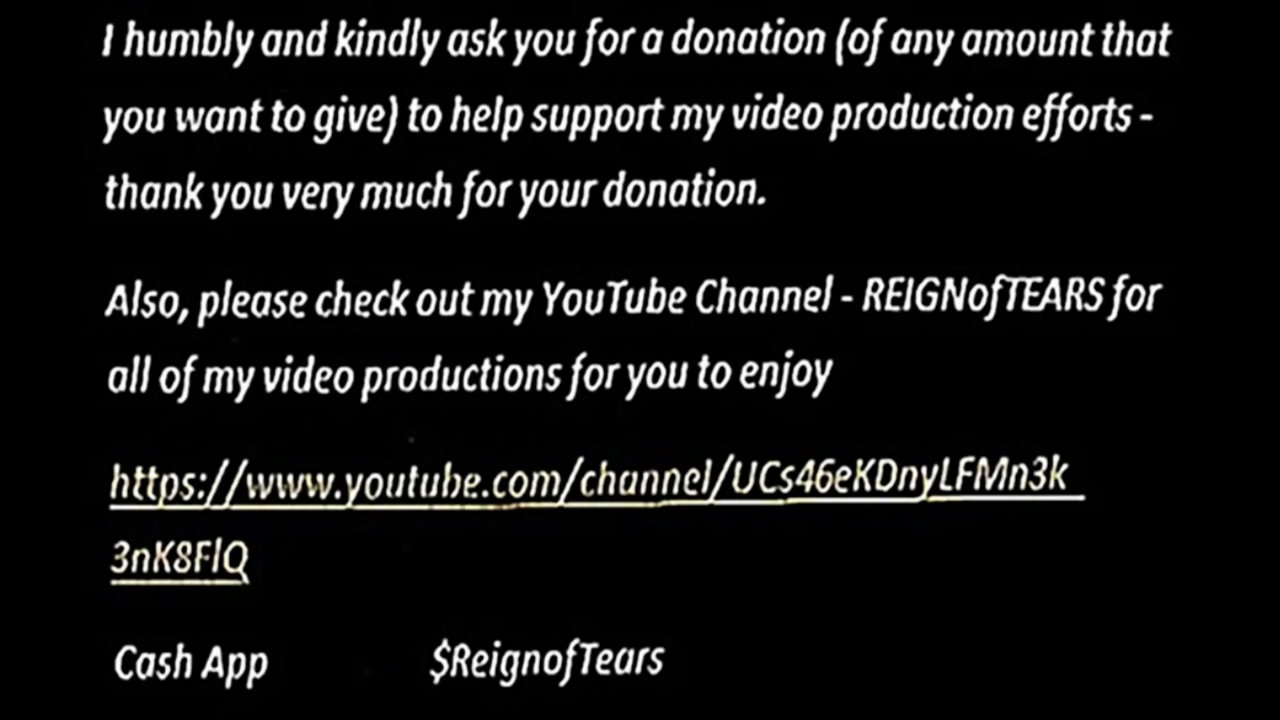 I humbly and kindly ask you for a donation (of any amount that
you want to give) to help support my video production efforts -
thank you very much for your donation.
Also, please check out my YouTube Channel - REIGNofTEARS for
all of my video productions for you to enjoy
https://www.youtube.com/channel/UCs46eKDnyLFMn3k_
3nK8FlQ
Cash App $ReignofTears